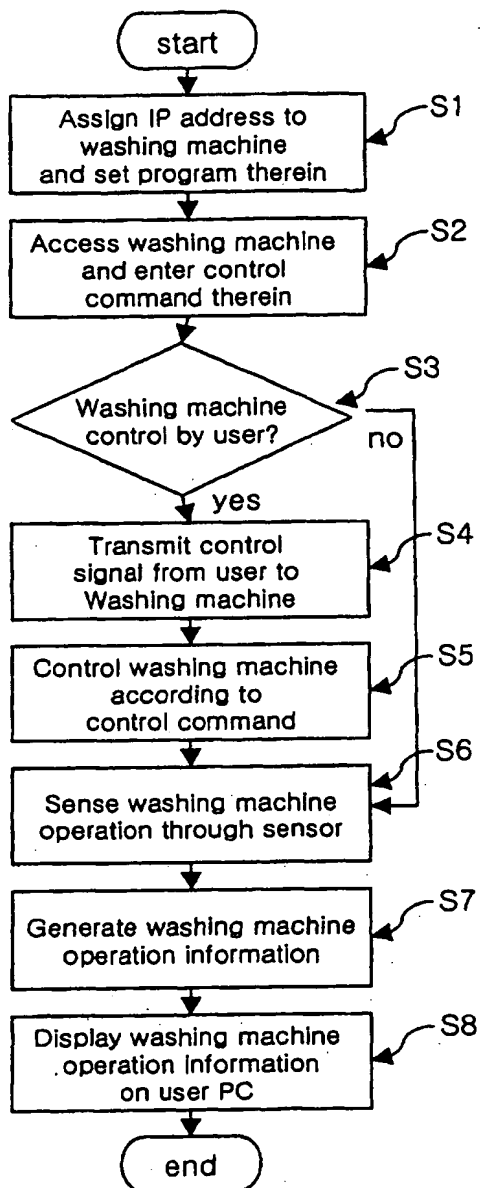 start
Assign IP address to
washing machine
and set program therein
S1
Access washing machine
and enter control
command therein
S2
Washing machine
control by user?
S3
no
yes
Transmit control
signal from user to
Washing machine
S4
Control washing machine
according to
control command
S5
Sense washing machine
operation through sensor
S6
Generate washing machine
operation information
S7
Display washing machine
operation information
on user PC
S8
end